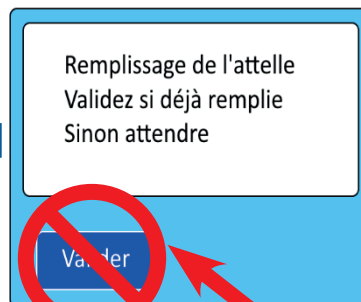 Remplissage de l'attelle
Validez si déjà remplie
Sinon attendre
Valider